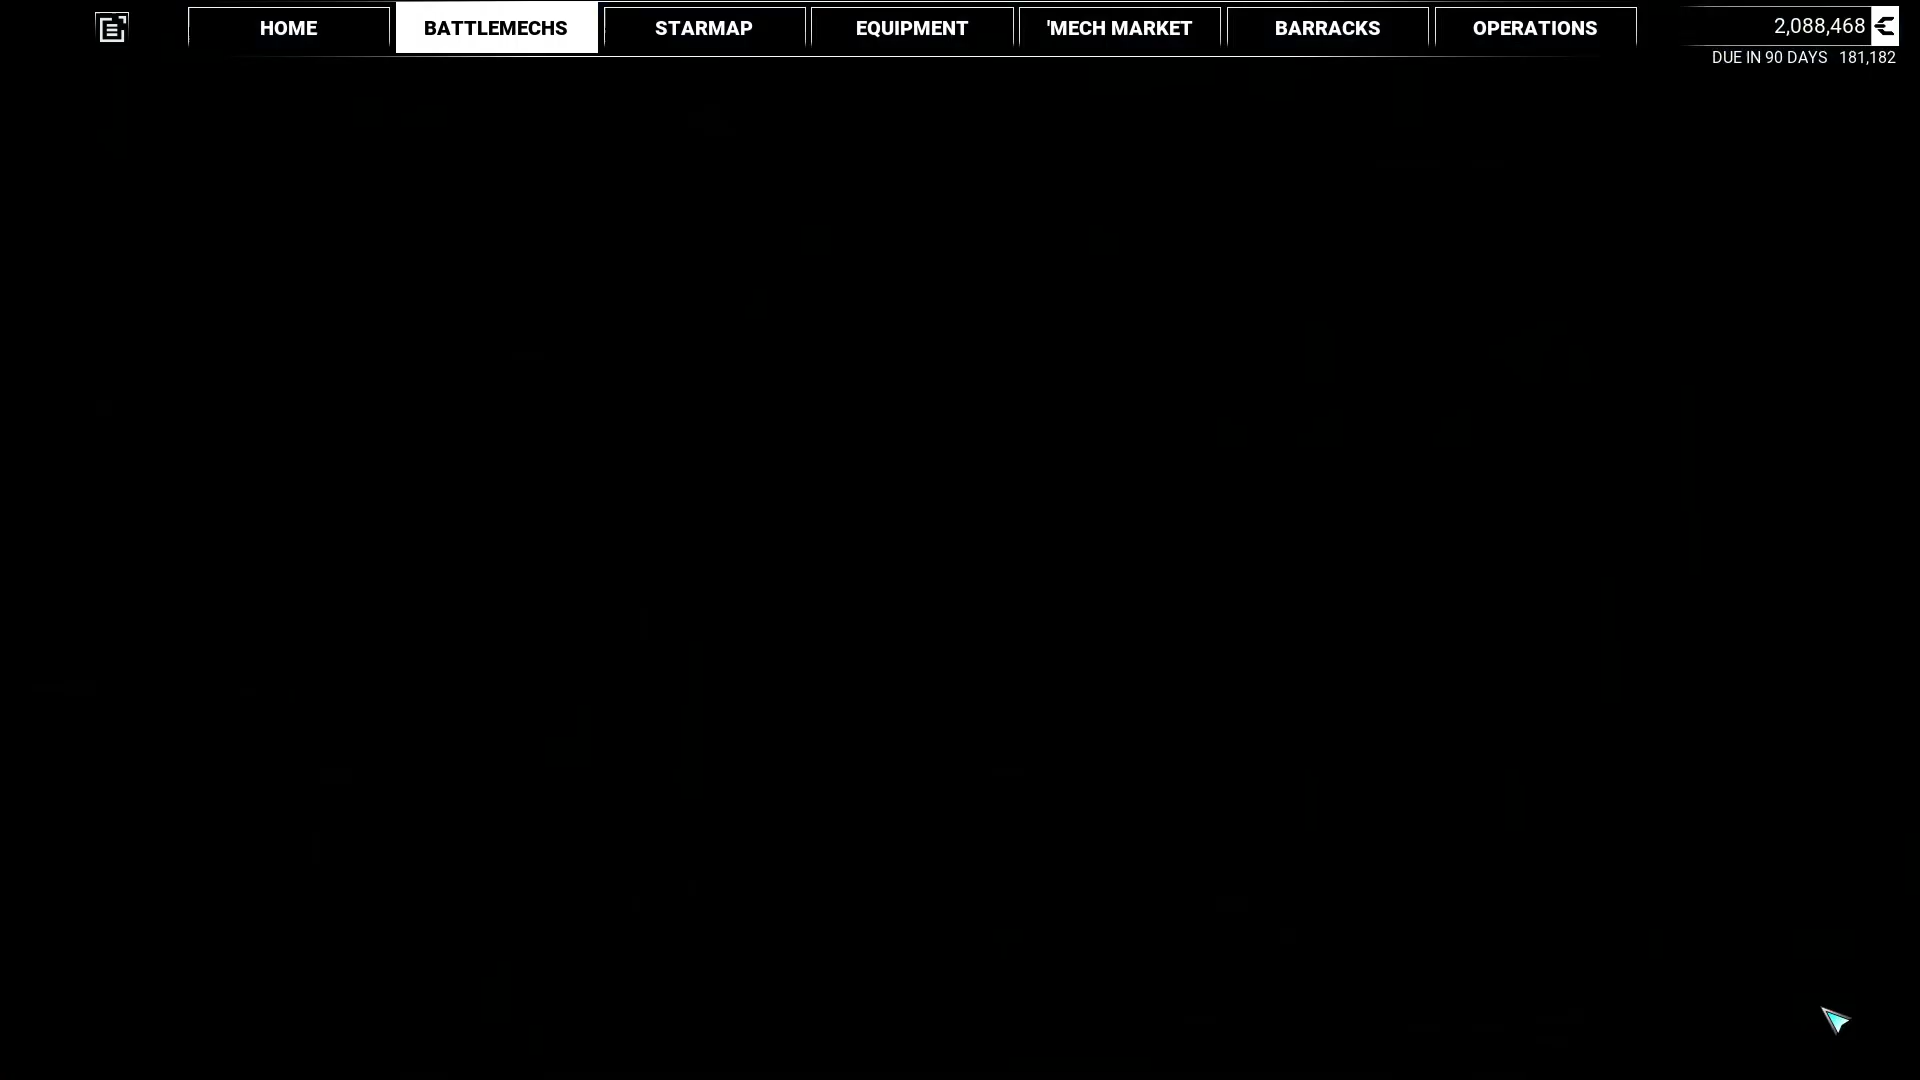 HOME
BATTLEMECHS
STARMAP
EQUIPMENT
'MECH MARKET
BARRACKS
OPERATIONS
2,088,468
DUE IN 90 DAYS 181,182